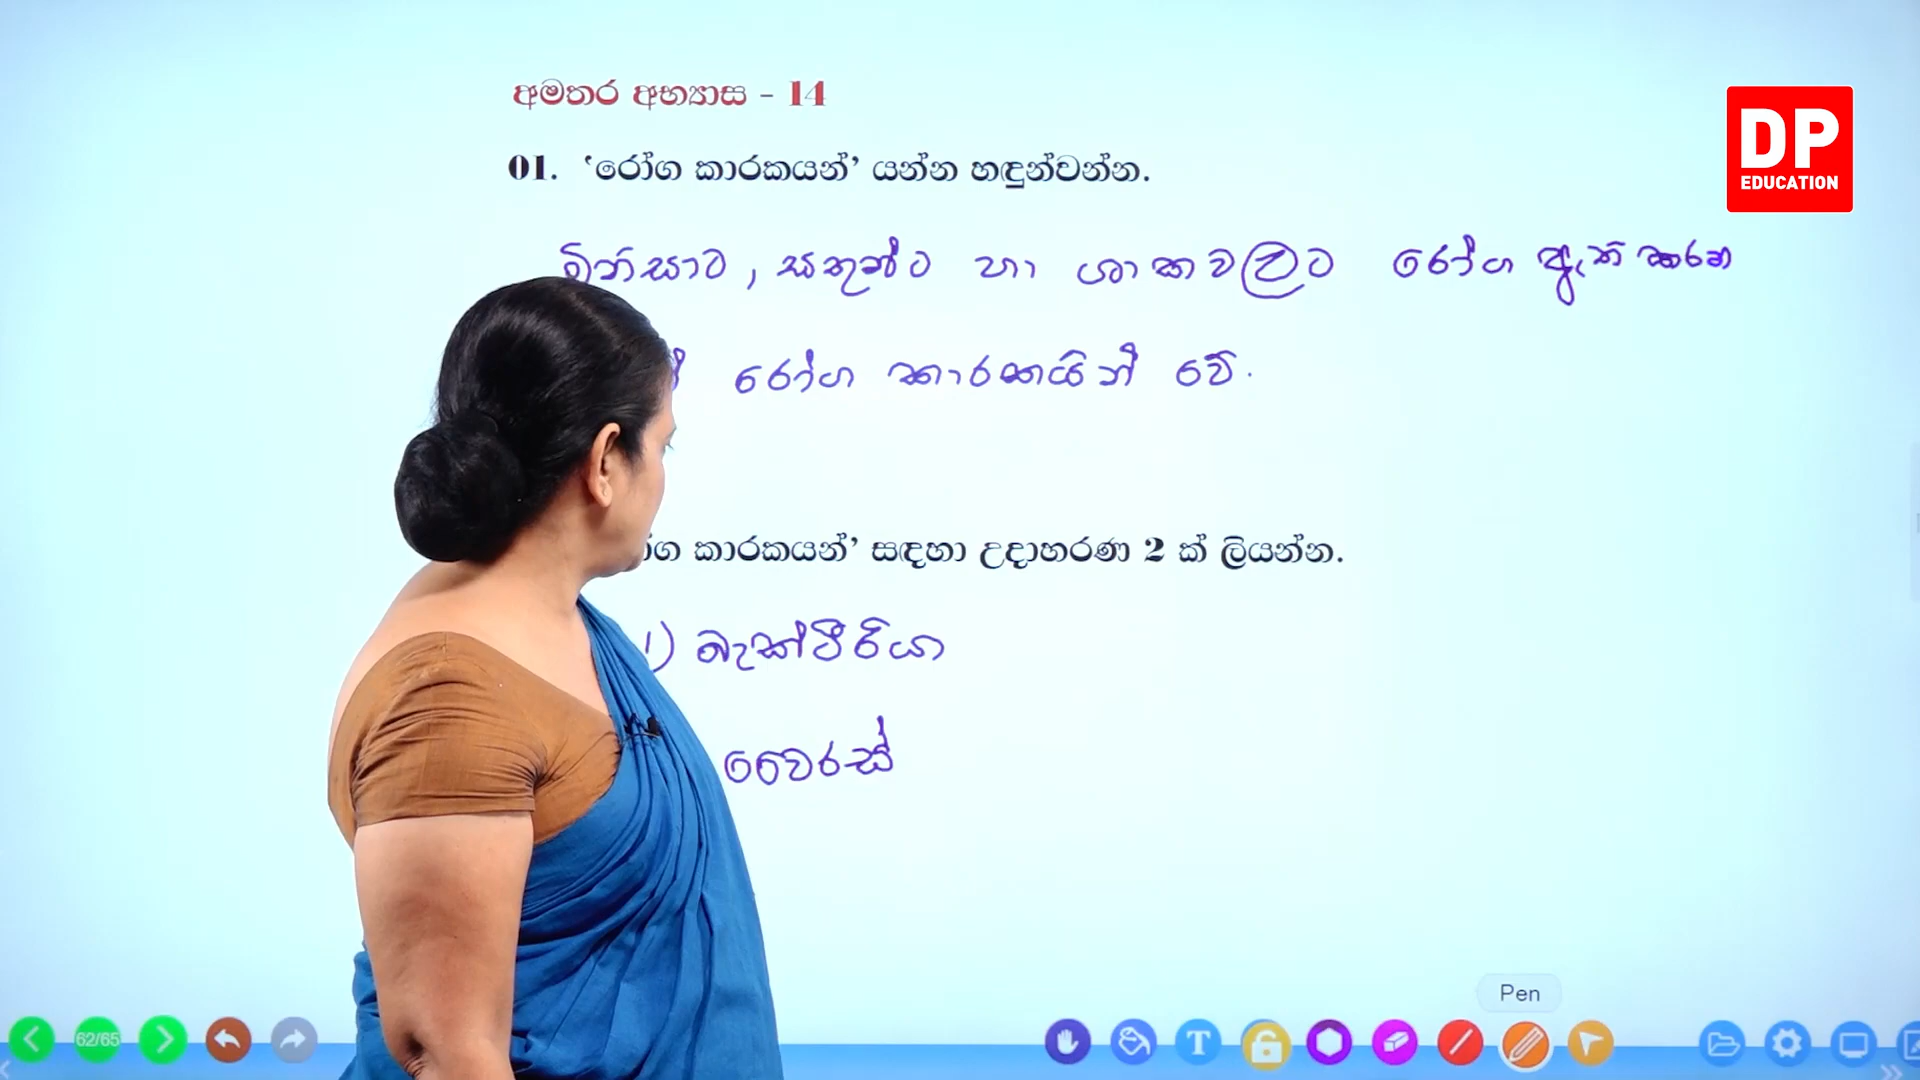 අමතර අභ්‍යාස - 14
DP
EDUCATION
01. ‘රෝග කාරකයන්’ යන්න හඳුන්වන්න.
මිනිසාට, සතුන්ට හා ශාකවලට රෝග ඇති කරන
රෝග කාරකයින් වේ.
කාරකයන්’ සඳහා උදාහරණ 2 ක් ලියන්න.
1) බැක්ටීරියා
වෛරස්
Pen
62/65
T